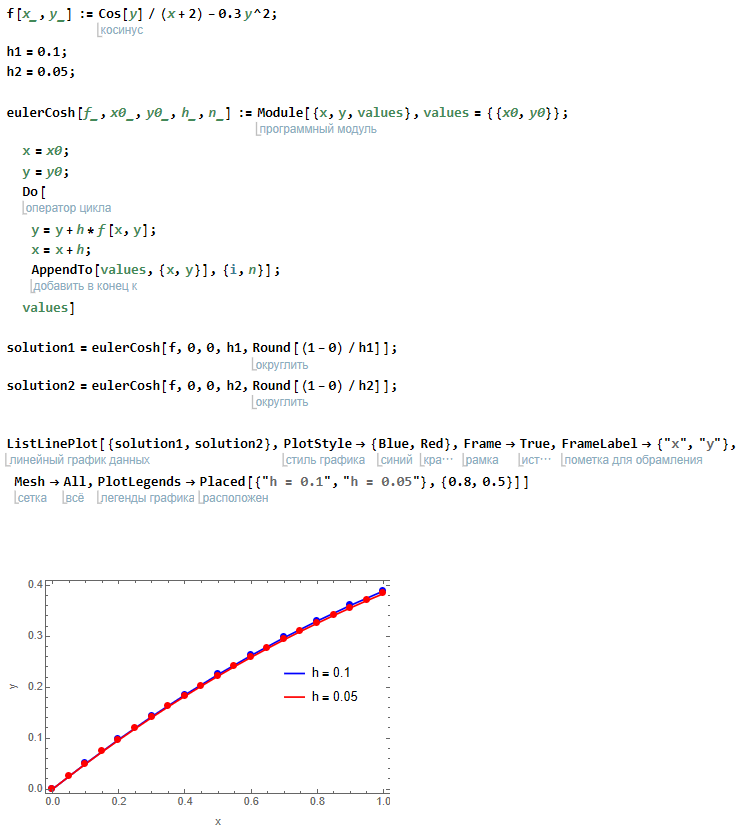 f[x_, y_] := Cos[y] / (x + 2) - 0.3 y^2;
косинус
h1 = 0.1;
h2 = 0.05;
eulerCosh[f_, x0_, y0_, h_, n_] := Module[{x, y, values}, values = {{x0, y0}};
программный модуль
x = x0;
y = y0;
Do[
оператор цикла
y = y + h * f[x, y];
x = x + h;
AppendTo[values, {x, y}], {i, n}];
добавить в конец к
values]
solution1 = eulerCosh[f, 0, 0, h1, Round[(1 - 0) / h1]];
округлить
solution2 = eulerCosh[f, 0, 0, h2, Round[(1 - 0) / h2]];
округлить
ListLinePlot[{solution1, solution2}, PlotStyle → {Blue, Red}, Frame → True, FrameLabel → {"x", "y"},
линейный график данных стиль графика синий кра⋯ рамка ист⋯ пометка для обрамления
Mesh → All, PlotLegends → Placed[{"h = 0.1", "h = 0.05"}, {0.8, 0.5}]]
сетка всё легенды графика расположен
0.4
0.3
h = 0.1
y
0.2
h = 0.05
0.1
0.0
0.0 0.2 0.4 0.6 0.8 1.0
x